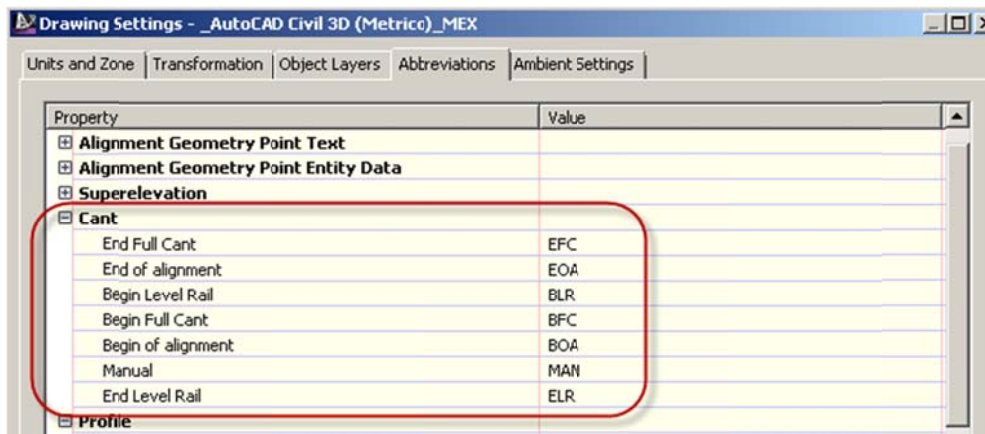 Drawing Settings - _AutoCAD Civil 3D (Metrico)_MEX
Units and Zone Transformation Object Layers Abbreviations Ambient Settings
Property Value
Alignment Geometry Point Text
Alignment Geometry Point Entity Data
Superelevation
Cant
End Full Cant EFC
End of alignment EOA
Begin Level Rail BLR
Begin Full Cant BFC
Begin of alignment BOA
Manual MAN
End Level Rail ELR
Profile